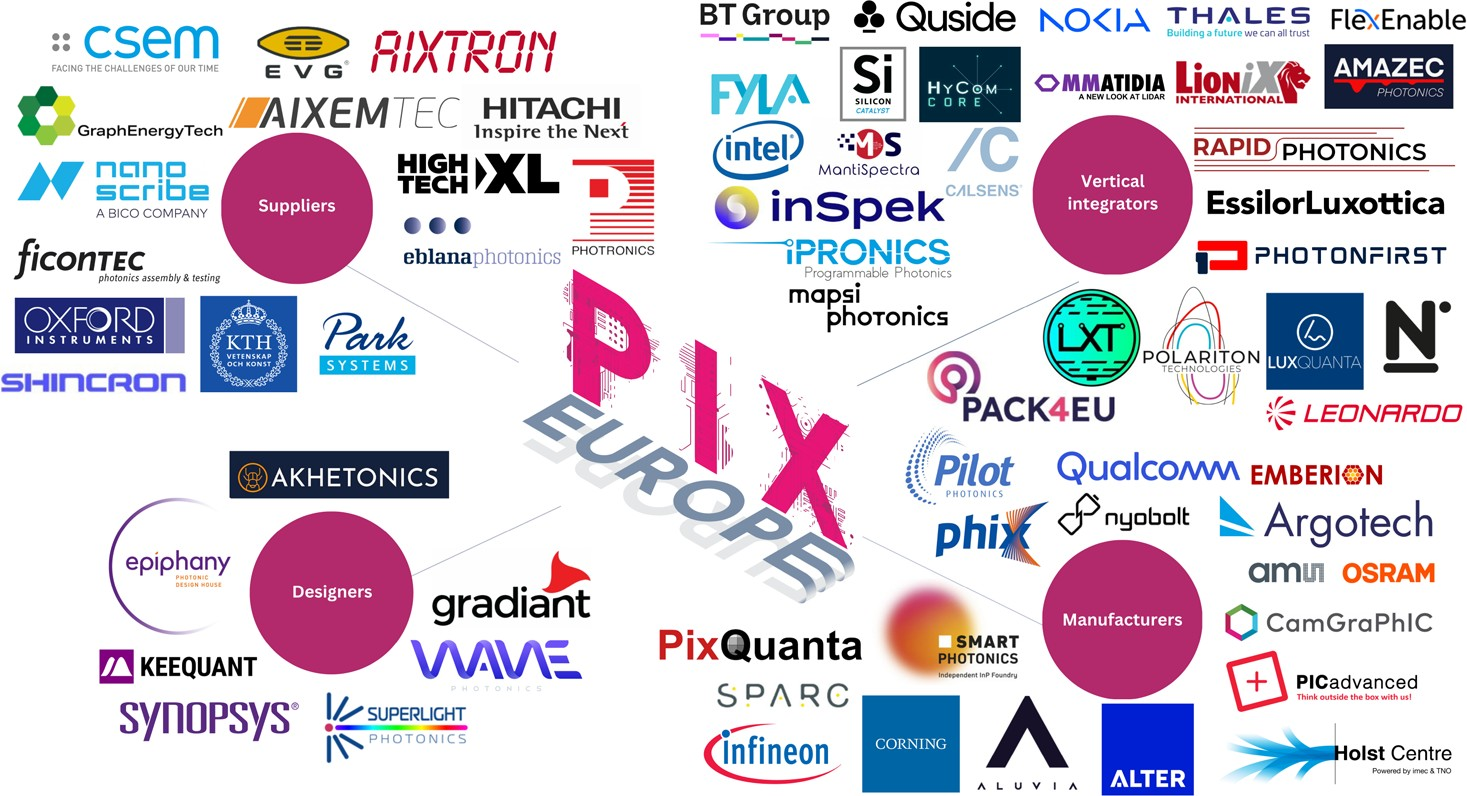 csem
FACING THE CHALLENGES OF OUR TIME
EVG®
AIXTRON
GraphEnergyTech
AIXEMTEC
HITACHI
Inspire the Next
nano
scribe
A BICO COMPANY
Suppliers
HIGH
TECH XL
eblanaphotonics
PHOTRONICS
ficonTEC
photonics assembly & testing
OXFORD
INSTRUMENTS
KTH
VETENSKAP
OCH KONST
Park
SYSTEMS
SHINCRON
BT Group
Quside
NOKIA
THALES
Building a future we can all trust
FlexEnable
FYLA
Si
SILICON
CATALYST
HYCOM
CORE
OMMATIDIA
A NEW LOOK AT LIDAR
LioniX
INTERNATIONAL
AMAZEC
PHOTONICS
intel®
MS
MantiSpectra
/C
CALSENS
Vertical
integrators
RAPID PHOTONICS
inSpek
EssilorLuxottica
iPRONICS
Programmable Photonics
PHOTONFIRST
mapsi
photonics
LXT
POLARITON
TECHNOLOGIES
LUXQUANTA
N
PACK4EU
LEONARDO
PIX
EUROPE
AKHETONICS
epiphany
PHOTONIC
DESIGN HOUSE
Designers
gradiant
KEEQUANT
WAVE
PHOTONICS
SYNOPSYS®
SUPERLIGHT
PHOTONICS
Pilot
PHOTONICS
Qualcomm
EMBERION
phix
nyobolt
Argotech
ams OSRAM
Manufacturers
CamGraPhIC
PixQuanta
SMART
PHOTONICS
Independent InP Foundry
SPARC
PICadvanced
Think outside the box with us!
infineon
CORNING
ALUVIA
ALTER
Holst Centre
Powered by imec & TNO